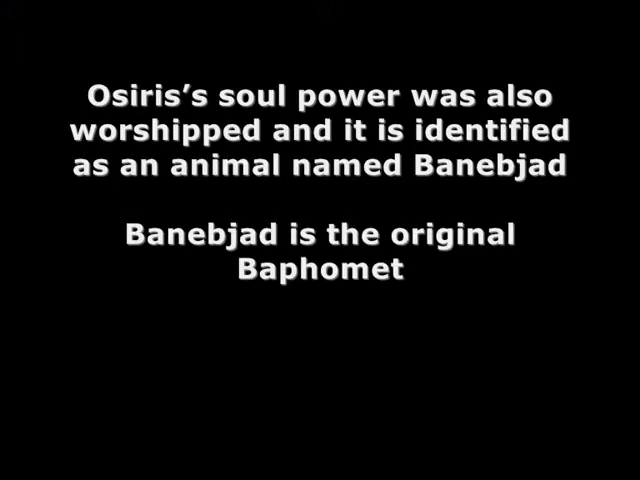 Osiris’s soul power was also
worshipped and it is identified
as an animal named Banebjad
Banebjad is the original
Baphomet